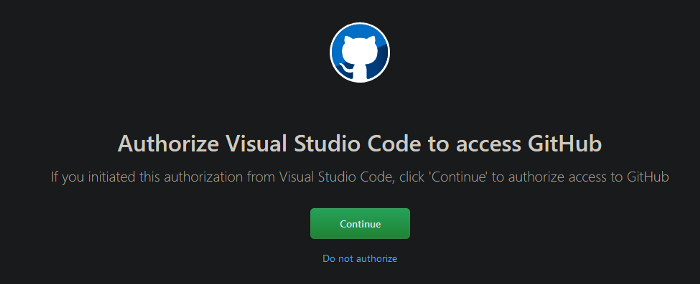 Authorize Visual Studio Code to access GitHub
If you initiated this authorization from Visual Studio Code, click 'Continue' to authorize access to GitHub
Continue
Do not authorize